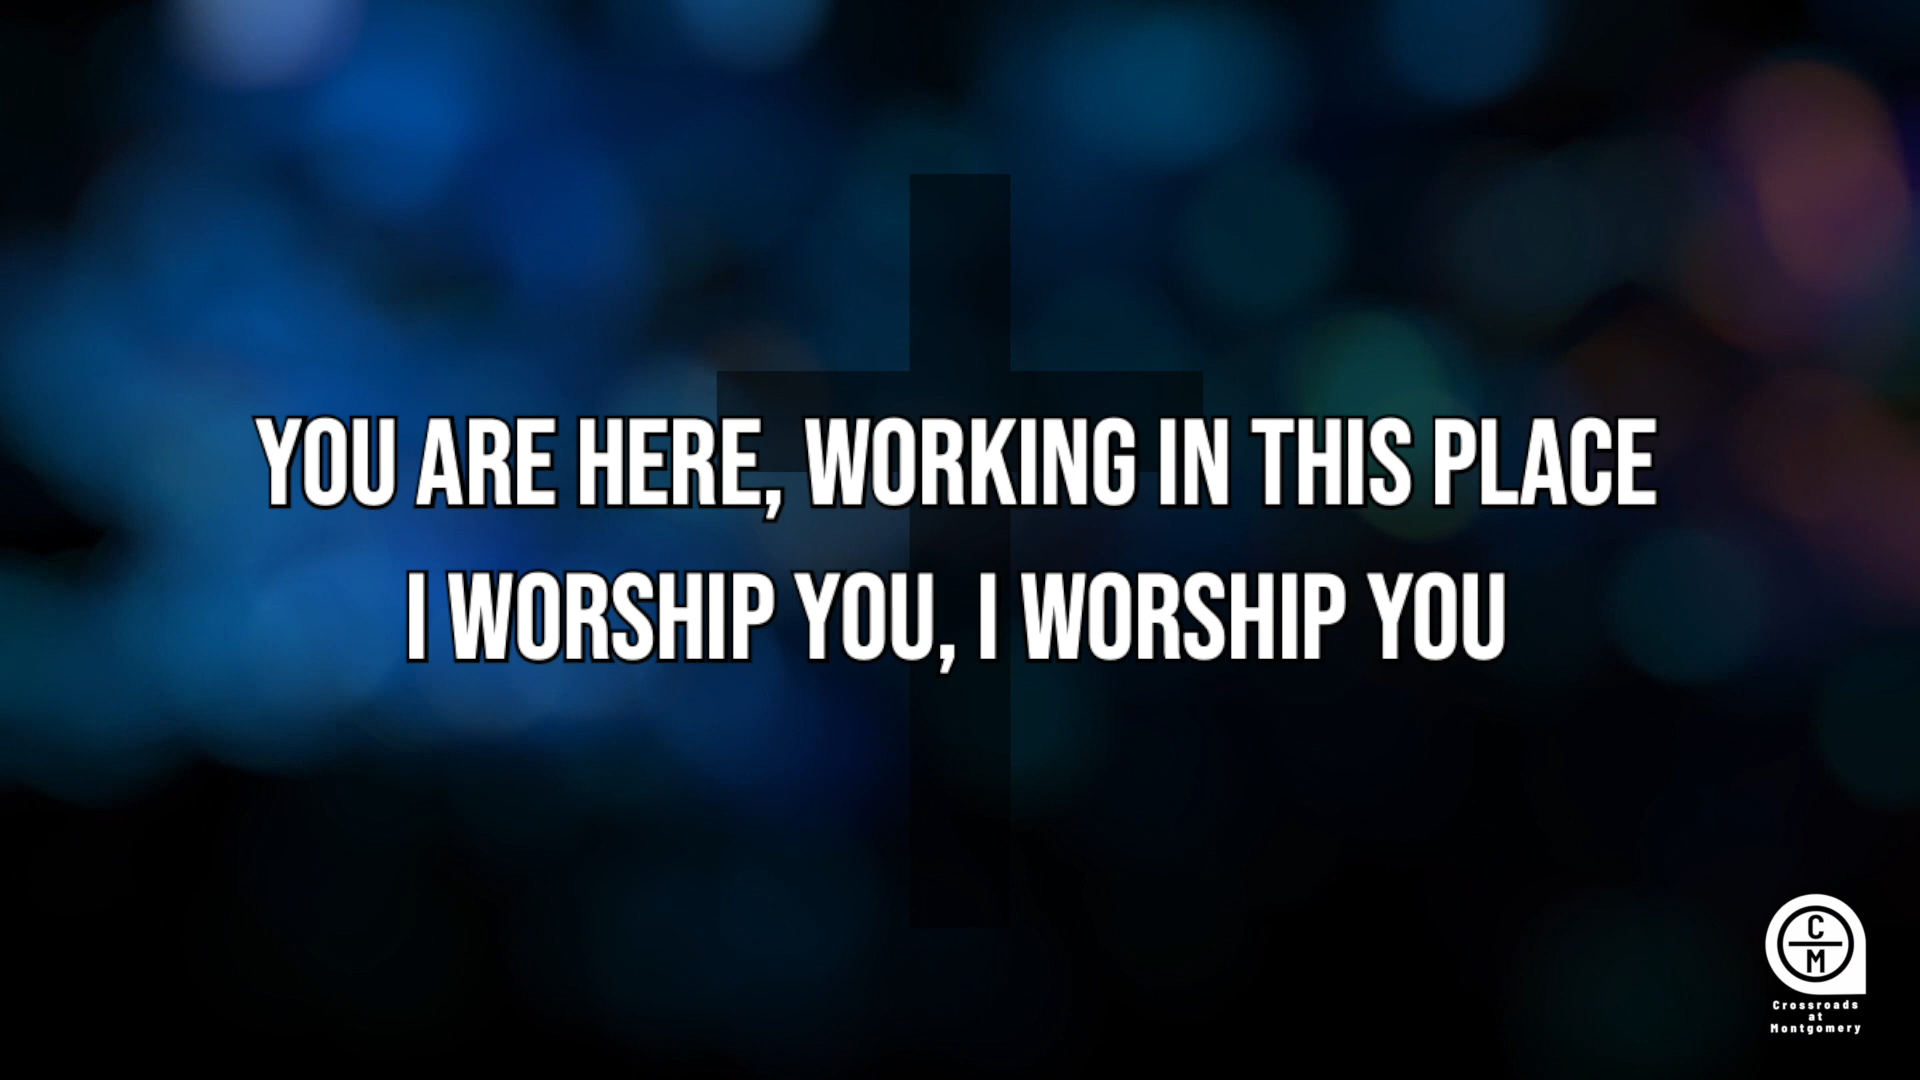 YOU ARE HERE, WORKING IN THIS PLACE
I WORSHIP YOU, I WORSHIP YOU
C
M
Crossroads
at
Montgomery